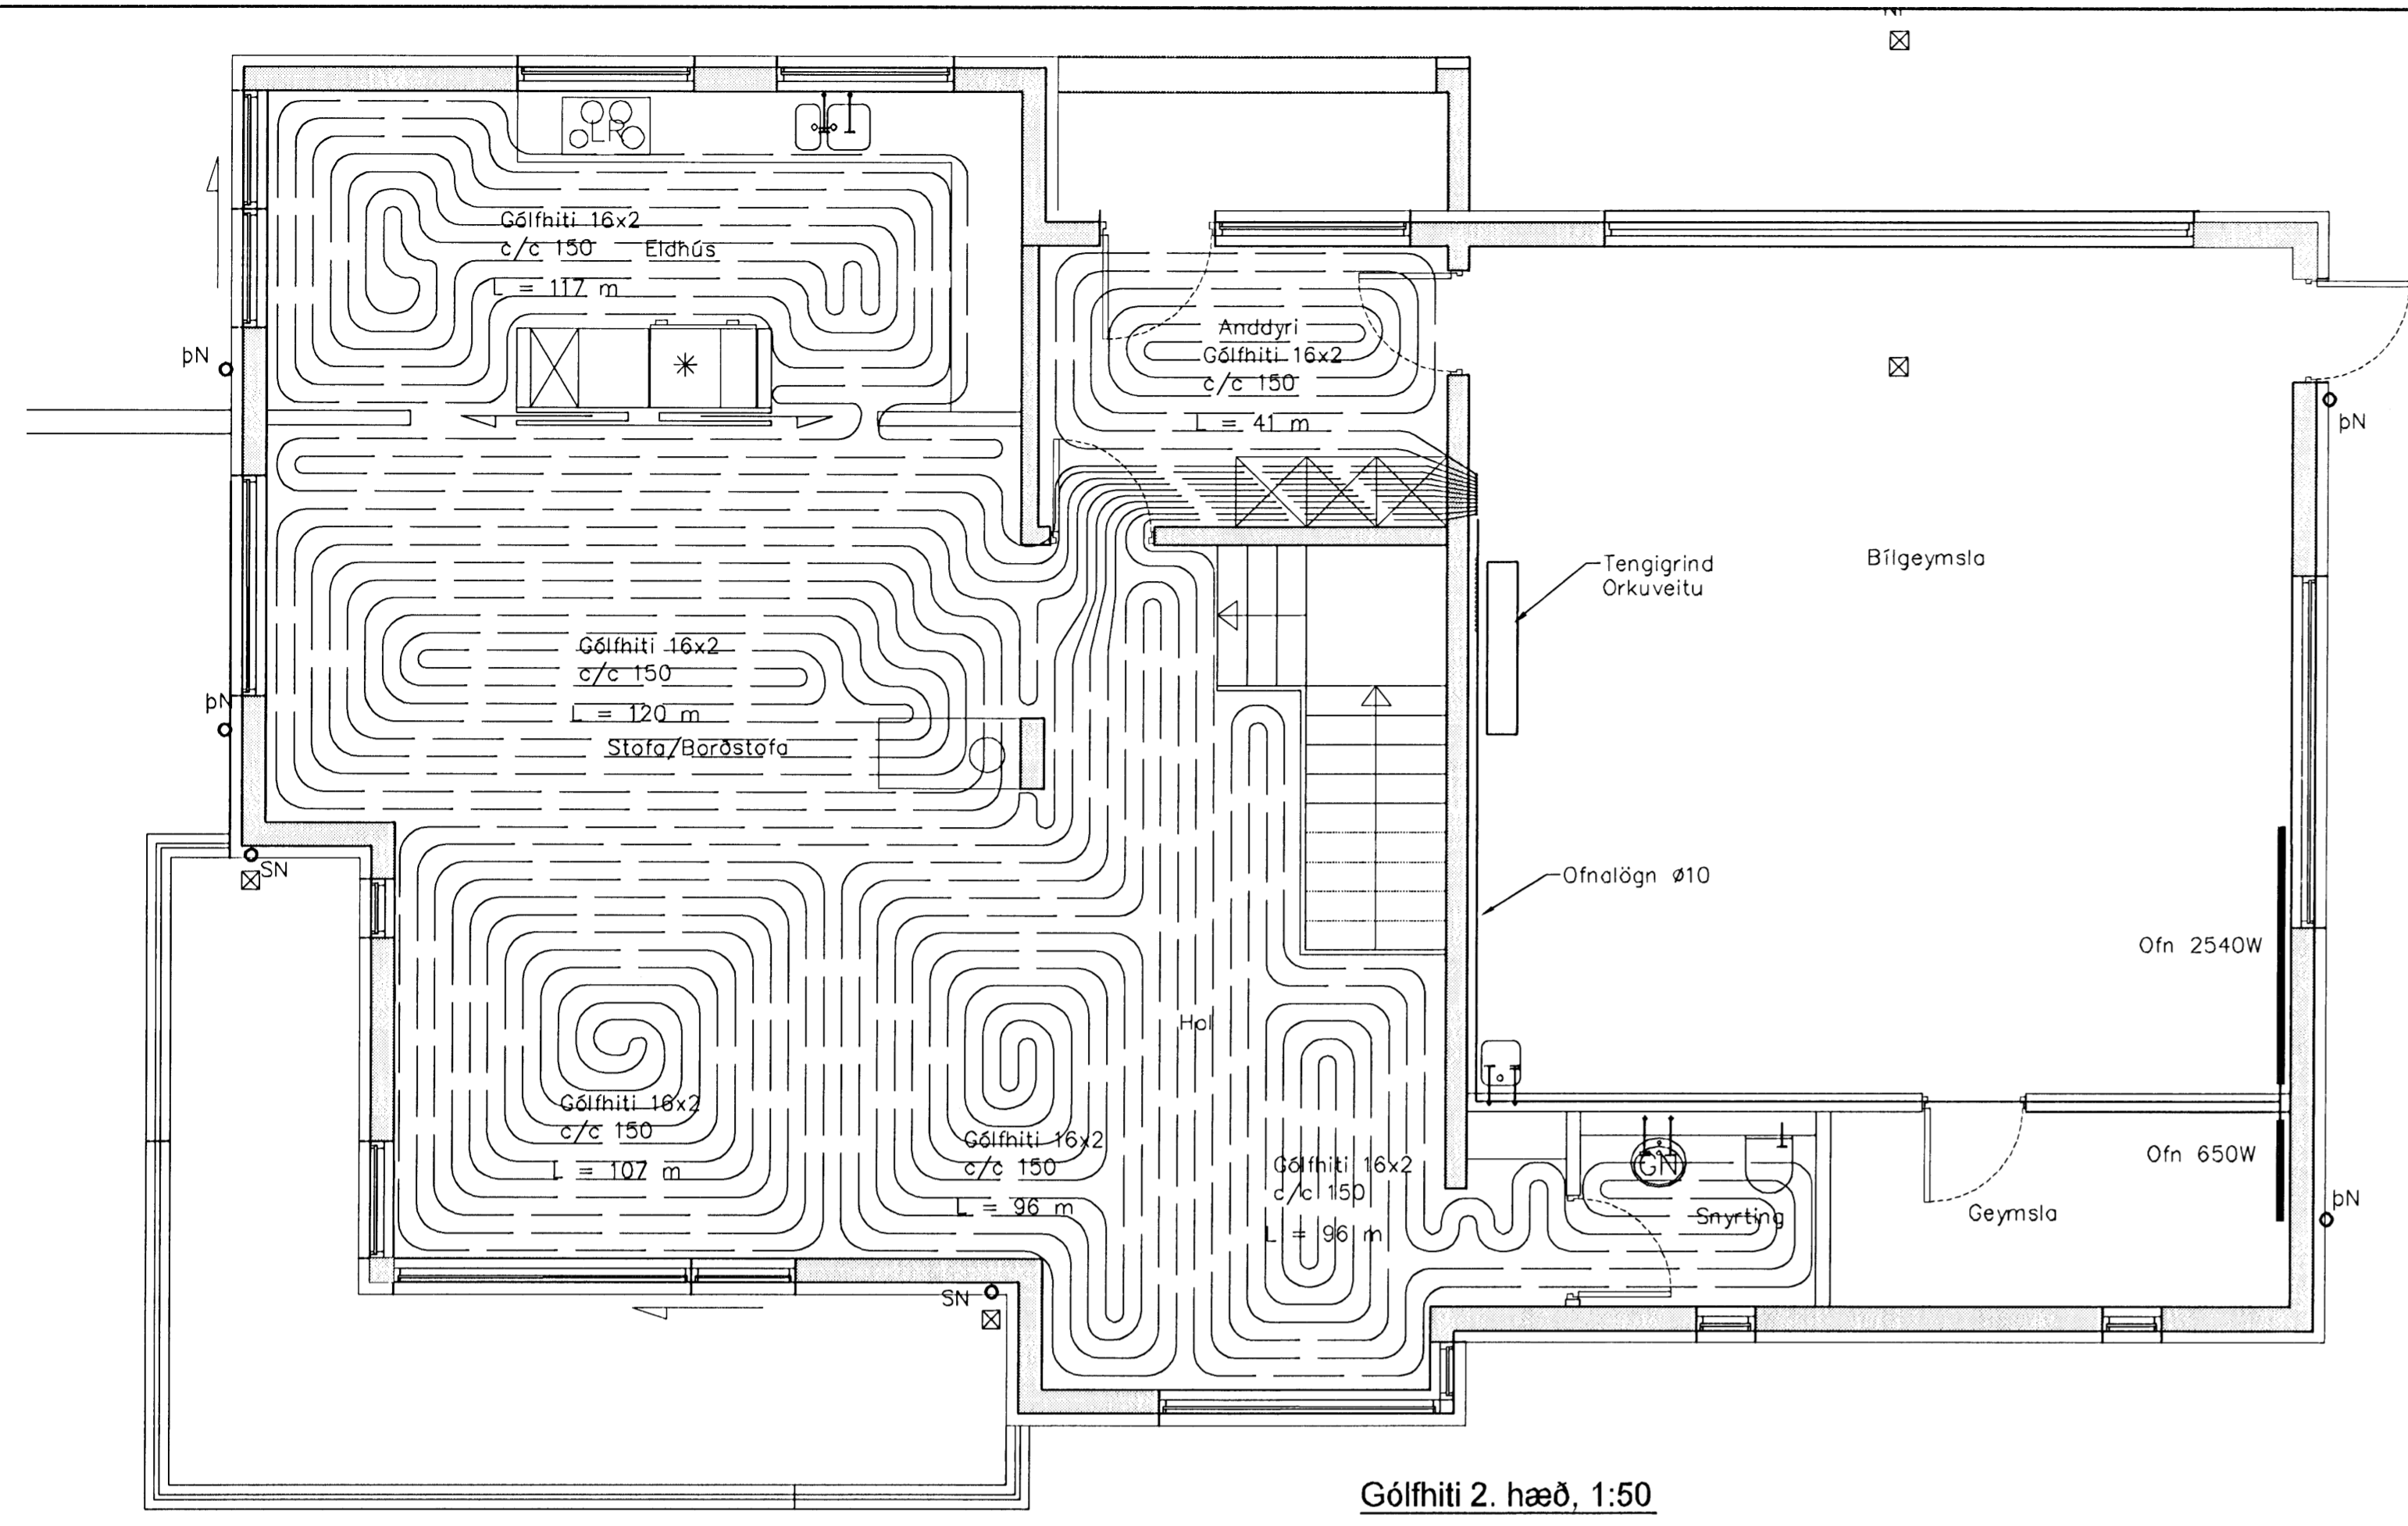 Gólfhiti 16x2
c/c 150 Eldhús
L = 117 m
LR
Anddyri
Gólfhiti 16x2
c/c 150
L = 41 m
þN
þN
þN
Tengigrind
Orkuveitu
Bílgeymsla
Gólfhiti 16x2
c/c 150
L = 120 m
Stofa/Borðstofa
SN
Ofnalögn ø10
Ofn 2540W
Hol
Gólfhiti 16x2
c/c 150
L = 107 m
Gólfhiti 16x2
c/c 150
L = 96 m
Gólfhiti 16x2
c/c 150
L = 96 m
GN
Snyrting
Ofn 650W
Geymsla
þN
SN
Gólfhiti 2. hæð, 1:50